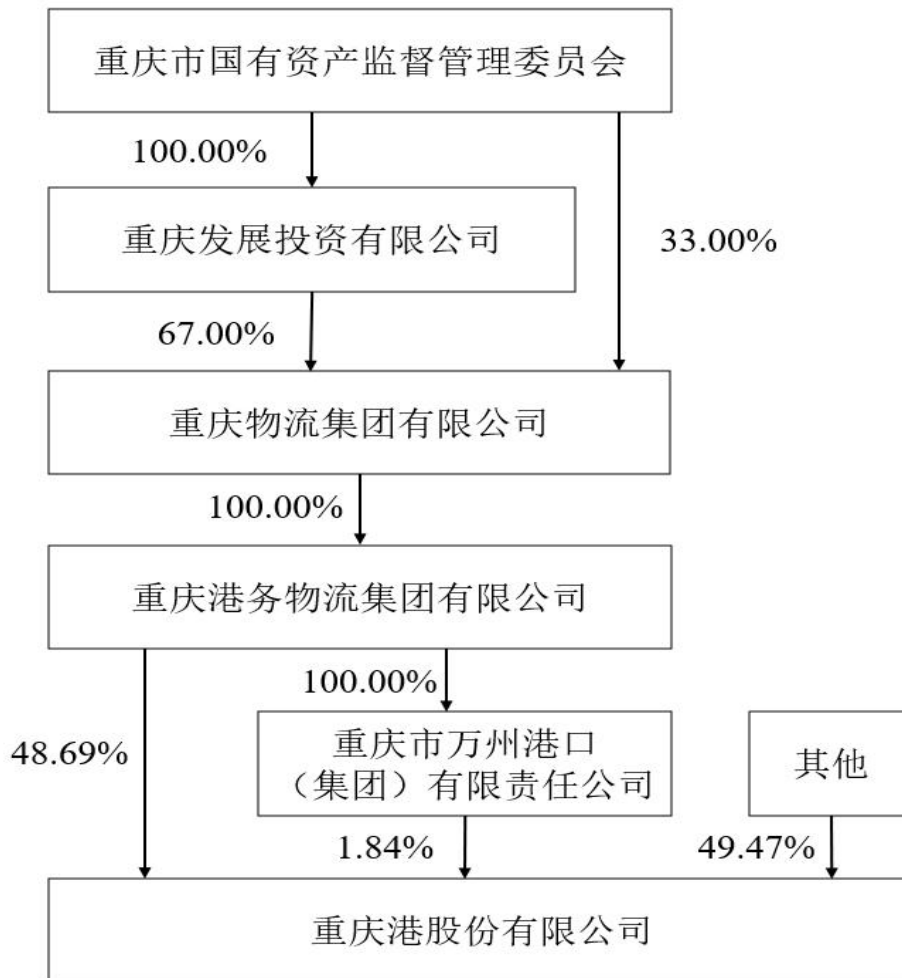 重庆市国有资产监督管理委员会
100.00%
重庆发展投资有限公司
33.00%
67.00%
重庆物流集团有限公司
100.00%
重庆港务物流集团有限公司
100.00%
48.69%
重庆市万州港口
（集团）有限责任公司
其他
1.84%
49.47%
重庆港股份有限公司